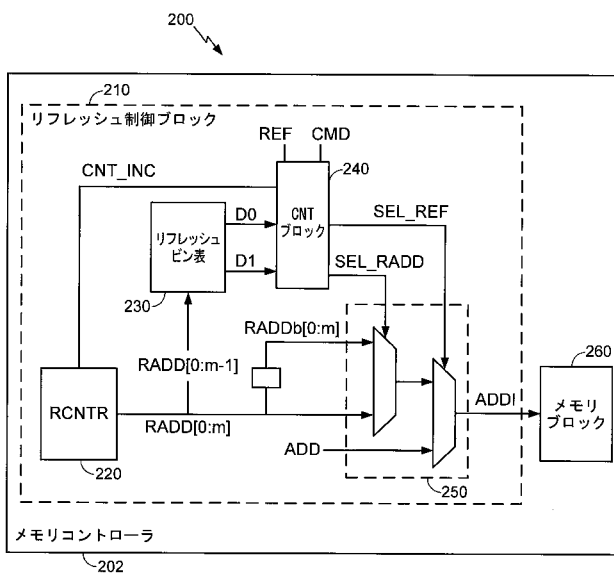 200
210
リフレッシュ制御ブロック
REF
CMD
CNT_INC
240
CNT
ブロック
SEL_REF
D0
リフレッシュ
ビン表
D1
SEL_RADD
230
RADDb[0:m]
260
RADD[0:m-1]
RCNTR
メモリ
ブロック
ADDI
RADD[0:m]
ADD
220
250
メモリコントローラ
202